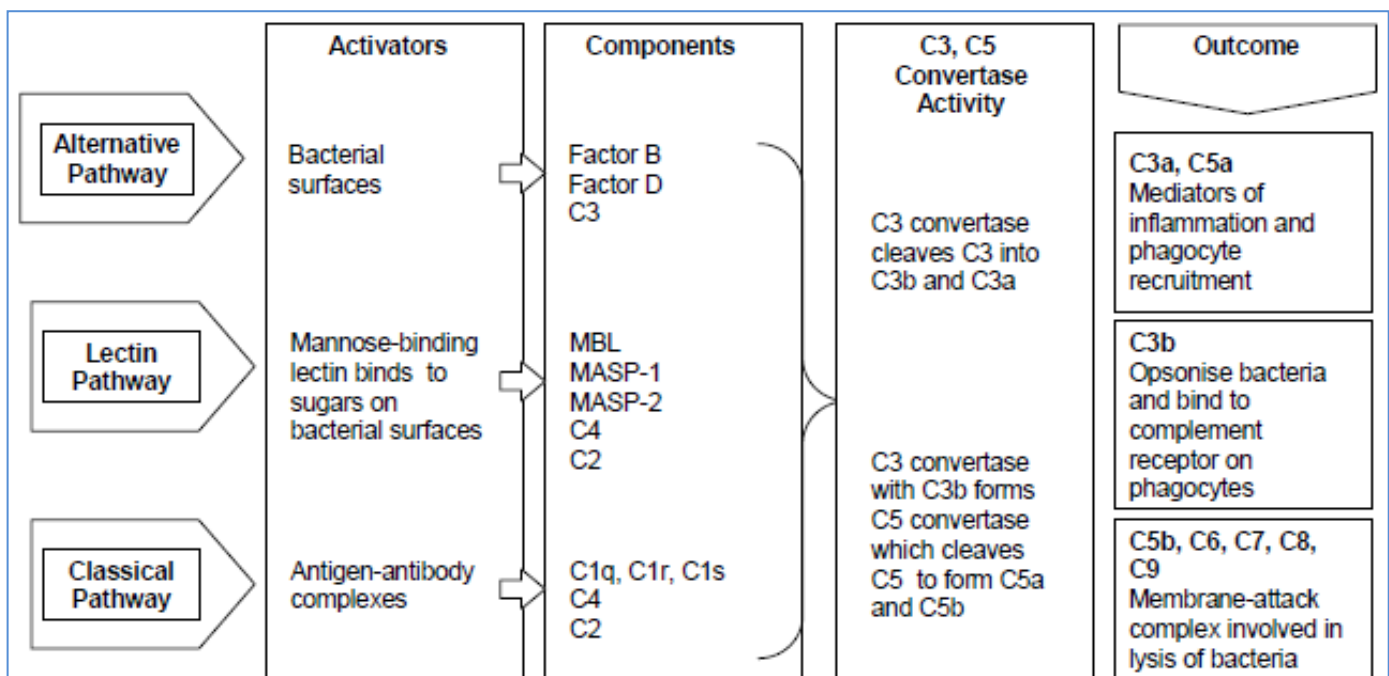 Activators
Components
C3, C5
Convertase
Activity
Outcome
Alternative
Pathway
Bacterial
surfaces
Factor B
Factor D
C3
C3 convertase
cleaves C3 into
C3b and C3a
C3a, C5a
Mediators of
inflammation and
phagocyte
recruitment
Lectin
Pathway
Mannose-binding
lectin binds to
sugars on
bacterial surfaces
MBL
MASP-1
MASP-2
C4
C2
C3b
Opsonise bacteria
and bind to
complement
receptor on
phagocytes
Classical
Pathway
Antigen-antibody
complexes
C1q, C1r, C1s
C4
C2
C3 convertase
with C3b forms
C5 convertase
which cleaves
C5 to form C5a
and C5b
C5b, C6, C7, C8,
C9
Membrane-attack
complex involved in
lysis of bacteria